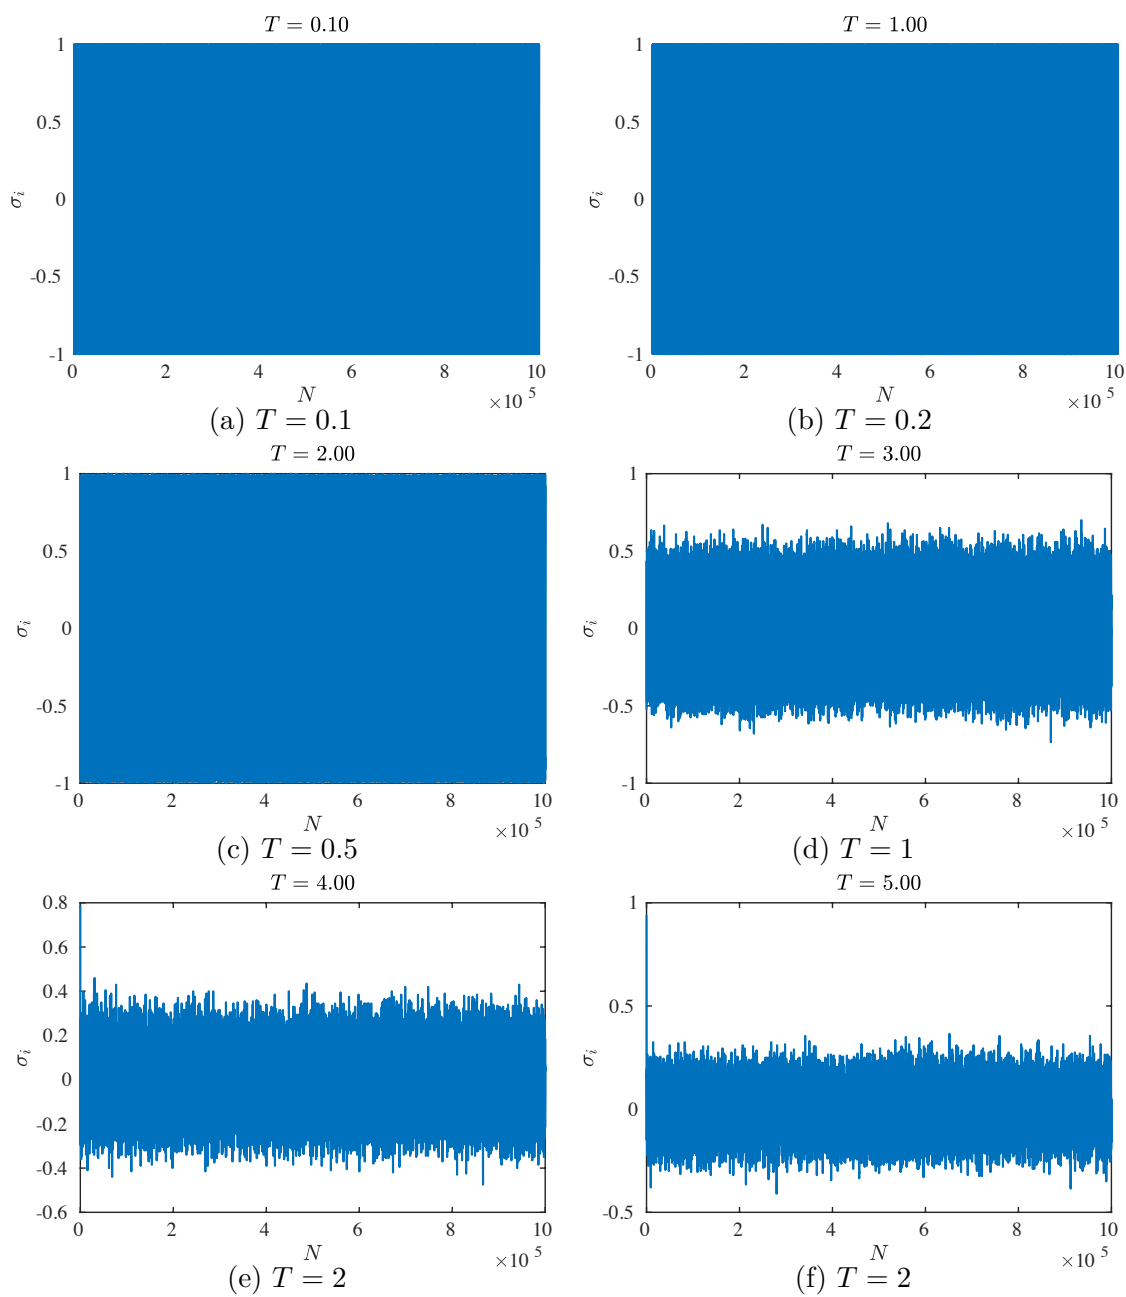 T = 0.10
1
0.5
0
-0.5
-1
σi
0 2 4 6 8 10
N
×10 5
(a) T = 0.1
T = 1.00
1
0.5
0
-0.5
-1
σi
0 2 4 6 8 10
N
×10 5
(b) T = 0.2
T = 2.00
1
0.5
0
-0.5
-1
σi
0 2 4 6 8 10
N
×10 5
(c) T = 0.5
T = 3.00
1
0.5
0
-0.5
-1
σi
0 2 4 6 8 10
N
×10 5
(d) T = 1
T = 4.00
0.8
0.6
0.4
0.2
0
-0.2
-0.4
-0.6
σi
0 2 4 6 8 10
N
×10 5
(e) T = 2
T = 5.00
1
0.5
0
-0.5
σi
0 2 4 6 8 10
N
×10 5
(f) T = 2